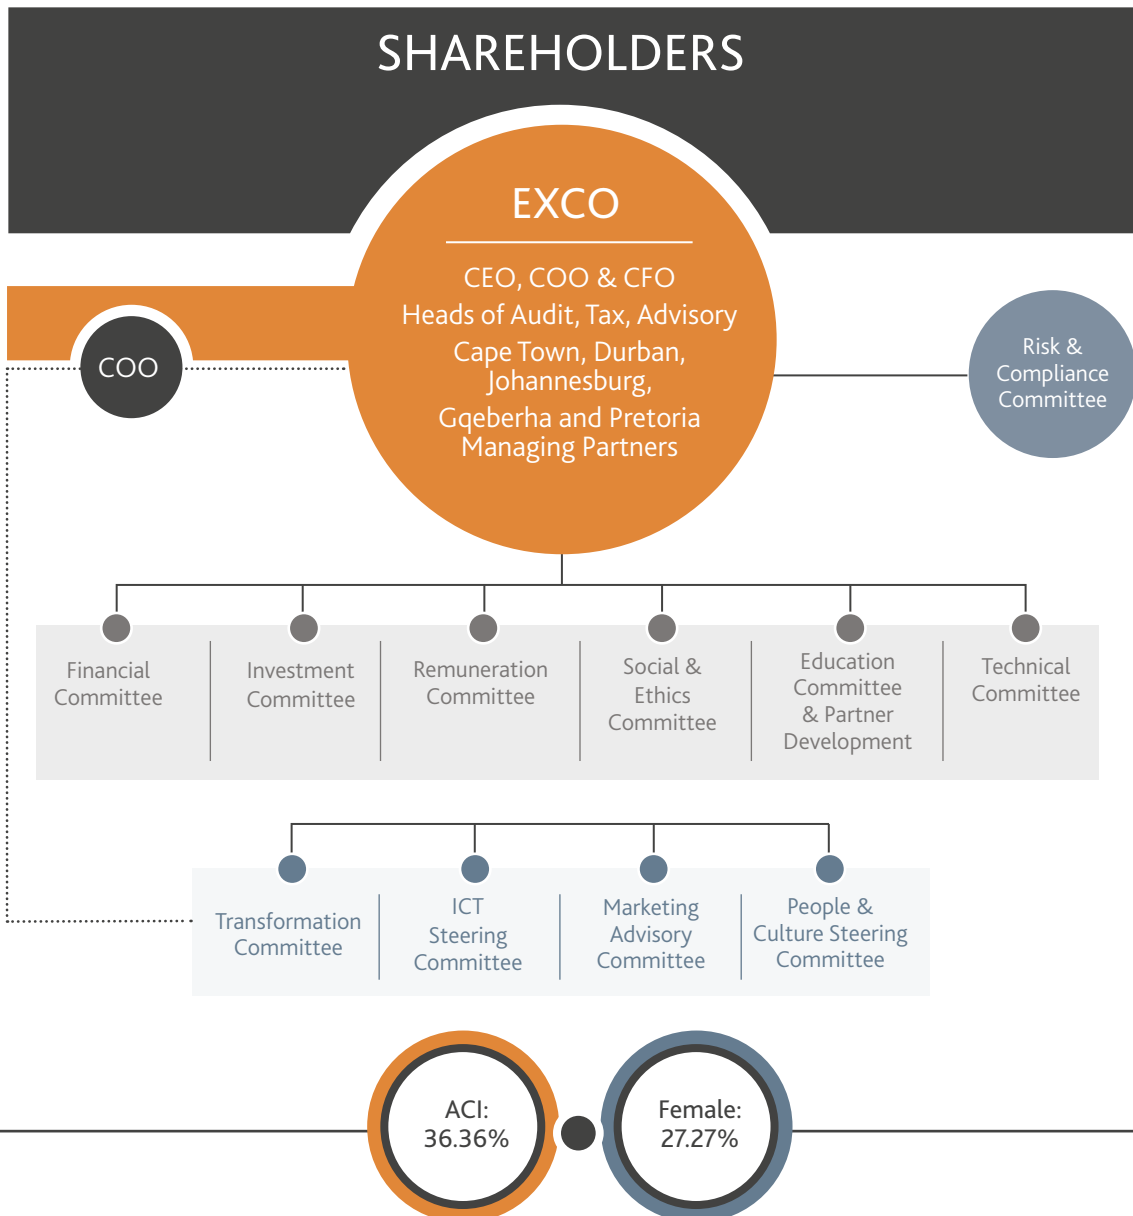 SHAREHOLDERS
EXCO
CEO, COO & CFO
Heads of Audit, Tax, Advisory
Cape Town, Durban,
Johannesburg,
Gqeberha and Pretoria
Managing Partners
COO
Risk &
Compliance
Committee
Financial
Committee
Investment
Committee
Remuneration
Committee
Social &
Ethics
Committee
Education
Committee
& Partner
Development
Technical
Committee
Transformation
Committee
ICT
Steering
Committee
Marketing
Advisory
Committee
People &
Culture Steering
Committee
ACI:
36.36%
Female:
27.27%